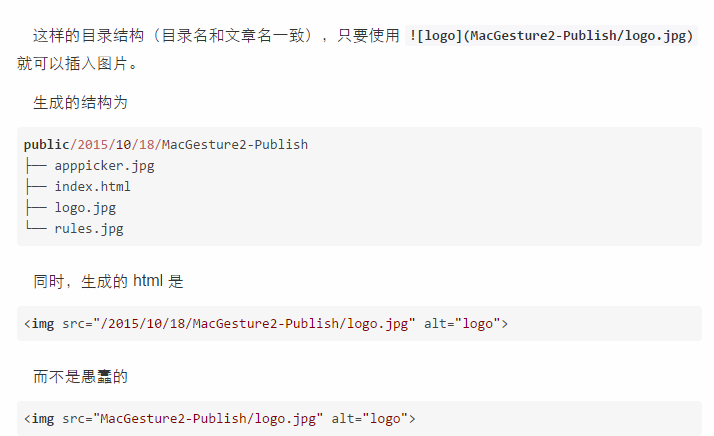 这样的目录结构（目录名和文章名一致），只要使用 ![logo](MacGesture2-Publish/logo.jpg)
就可以插入图片。
生成的结构为
public/2015/10/18/MacGesture2-Publish
├── apppicker.jpg
├── index.html
├── logo.jpg
└── rules.jpg
同时，生成的 html 是
<img src="/2015/10/18/MacGesture2-Publish/logo.jpg" alt="logo">
而不是愚蠢的
<img src="MacGesture2-Publish/logo.jpg" alt="logo">